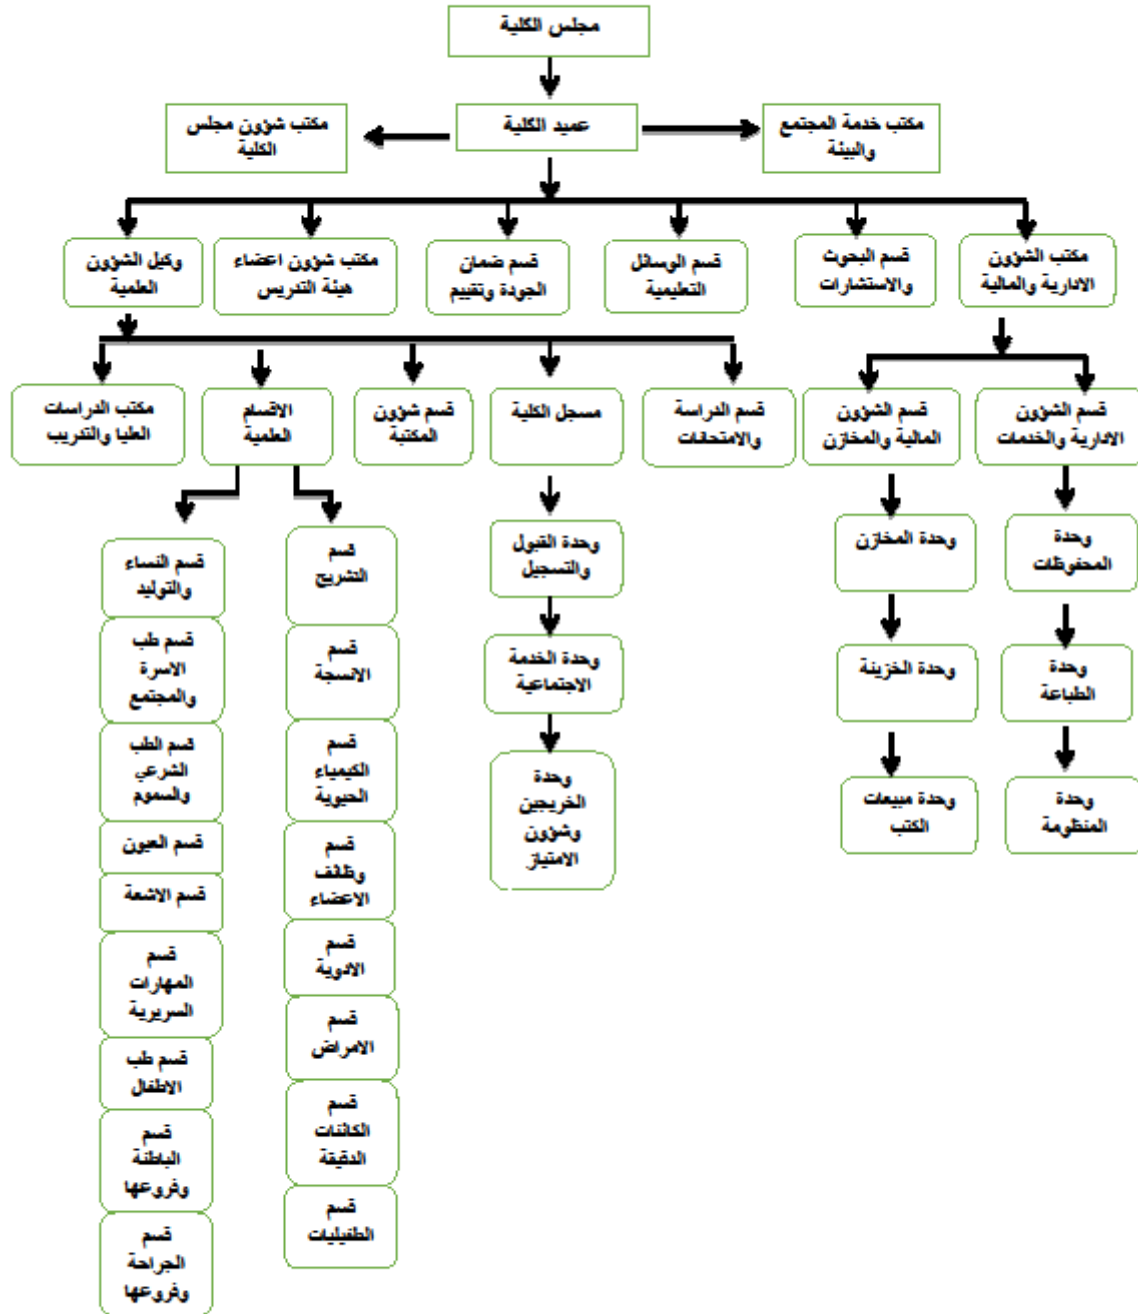 مجلس الكلية
مكتب خدمة المجتمع
والبيئة
عميد الكلية
مكتب شؤون مجلس
الكلية
مكتب الشؤون
الادارية والمالية
قسم البحوث
والاستشارات
قسم الوسائل
التعليمية
قسم ضمان
الجودة وتقييم
مكتب شؤون اعضاء
هيئة التدريس
وكيل الشؤون
العلمية
قسم الشؤون
الادارية والخدمات
قسم الشؤون
المالية والمخازن
قسم الدراسة
والامتحانات
مسجل الكلية
قسم شؤون
المكتبة
الاقسام
العلمية
مكتب الدراسات
العليا والتدريب
وحدة
المحفوظات
وحدة
الطباعة
وحدة
المنظومة
وحدة المخازن
وحدة الخزينة
وحدة مبيعات
الكتب
وحدة القبول
والتسجيل
وحدة الخدمة
الاجتماعية
وحدة
الخريجين
وشؤون
الامتياز
قسم
التشريح
قسم
الانسجة
قسم
الكيمياء
الحيوية
قسم
وظائف
الاعضاء
قسم
الادوية
قسم
الامراض
قسم
الكائنات
الدقيقة
قسم
الطفيليات
قسم النساء
والتوليد
قسم طب
الاسرة
والمجتمع
قسم الطب
الشرعي
والسموم
قسم العيون
قسم الاشعة
قسم
المهارات
السريرية
قسم طب
الاطفال
قسم
الباطنة
وفروعها
قسم
الجراحة
وفروعها